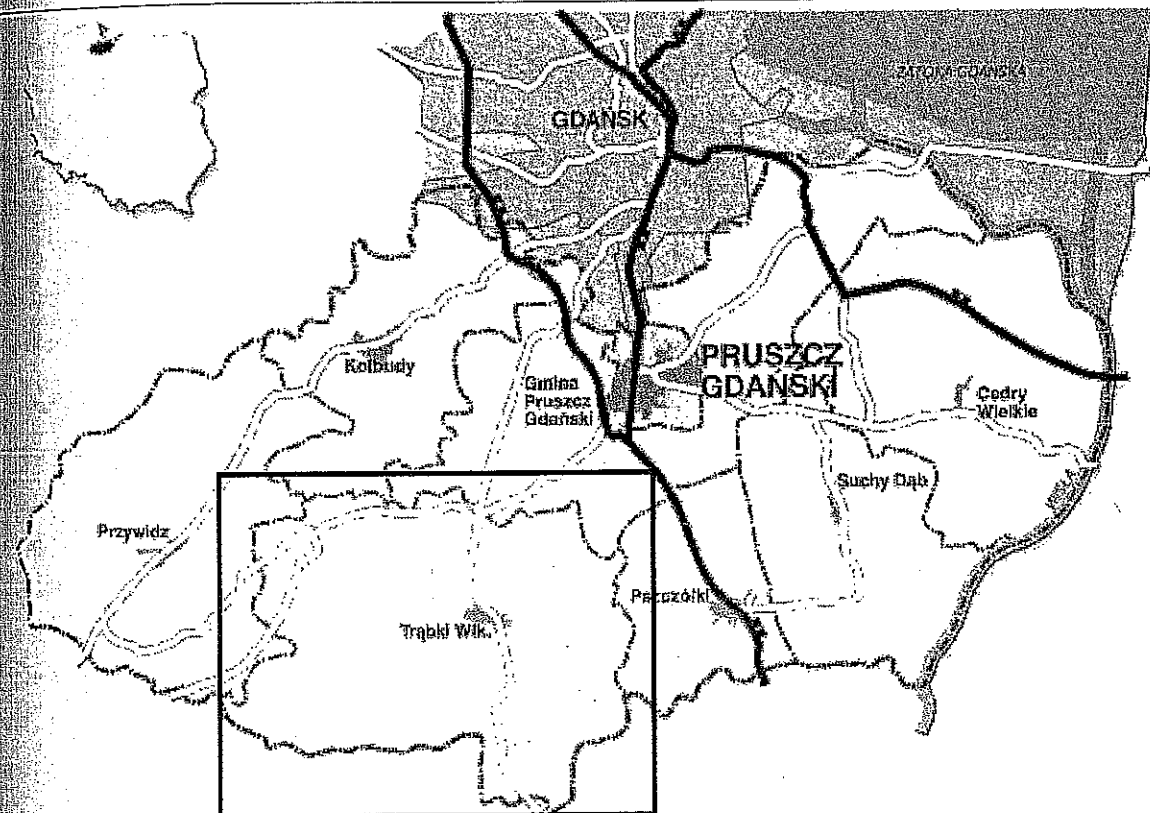 ZATOKA GDAŃSKA
GDAŃSK
PRUSZCZ
GDAŃSKI
Kolbudy
Gmina
Pruszcz
Gdański
Cedry
Wielkie
Suchy Dąb
Przywidz
Pszczółki
Trąbki Wlk.